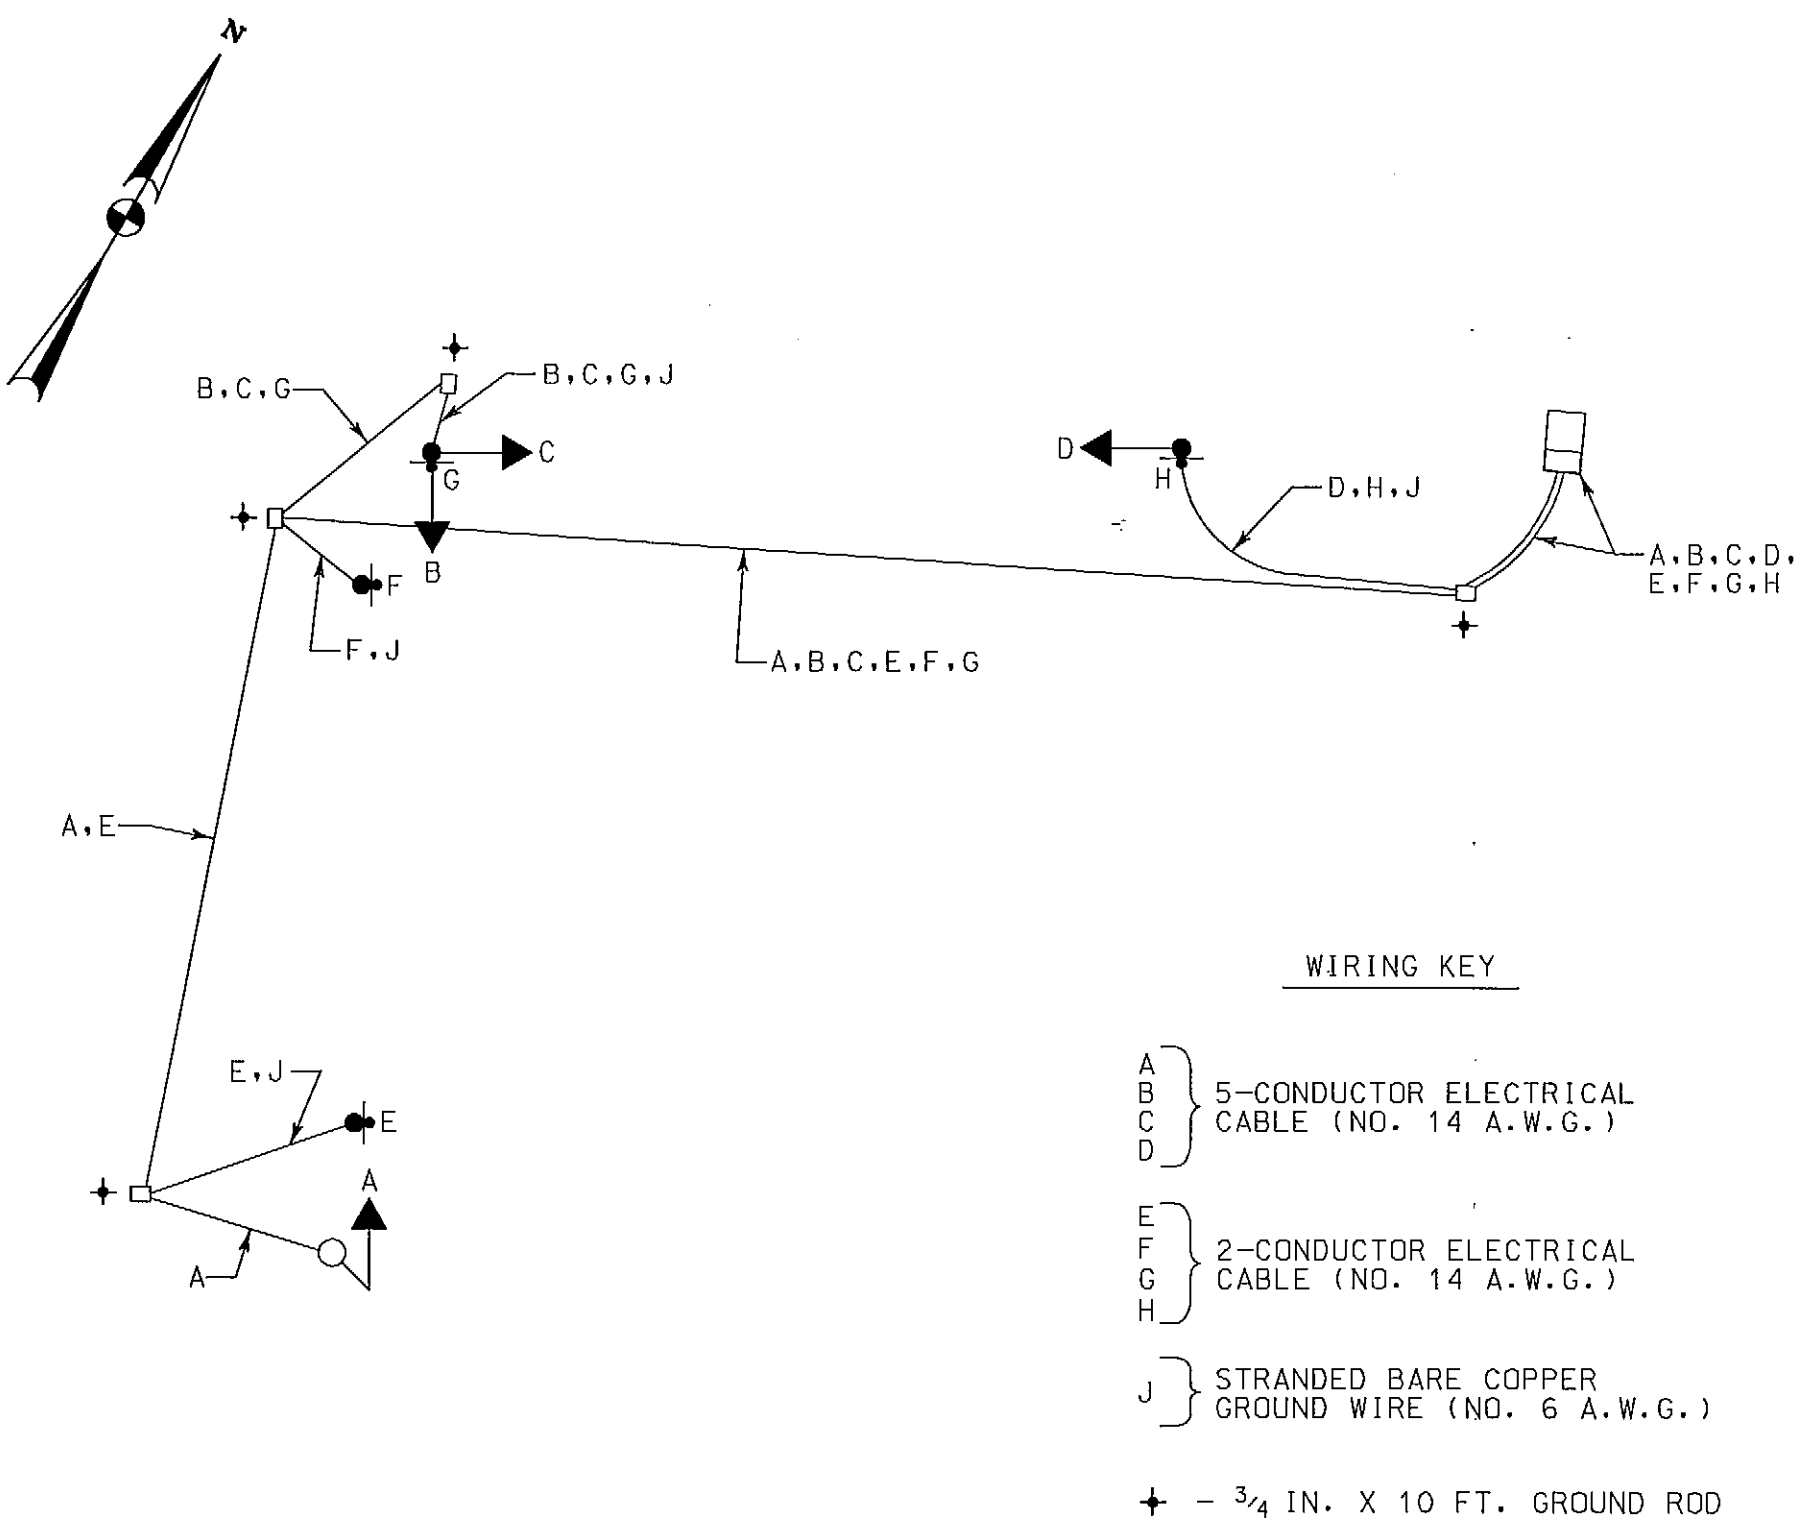 N
B,C,G
B,C,G,J
C
G
B
F
F,J
D
H
D,H,J
A,B,C,D,
E,F,G,H
A,B,C,E,F,G
A,E
E,J
E
A
A
WIRING KEY
A
B
C
D
5-CONDUCTOR ELECTRICAL
CABLE (NO. 14 A.W.G.)
E
F
G
H
2-CONDUCTOR ELECTRICAL
CABLE (NO. 14 A.W.G.)
J
STRANDED BARE COPPER
GROUND WIRE (NO. 6 A.W.G.)
- 3/4 IN. X 10 FT. GROUND ROD